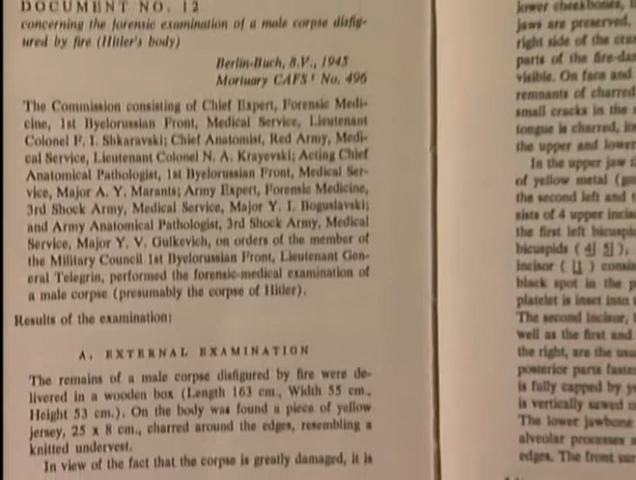 DOCUMENT NO. 12
concerning the forensic examination of a male corpse disfig-
ured by fire (Hitler's body)
Berlin-Buch, 8.V., 1945
Mortuary CAFS¹ No. 496
The Commission consisting of Chief Expert, Forensic Medi-
cine, 1st Byelorussian Front, Medical Service, Lieutenant
Colonel F. I. Shkaravski; Chief Anatomist, Red Army, Medi-
cal Service, Lieutenant Colonel N. A. Krayevski; Acting Chief
Anatomical Pathologist, 1st Byelorussian Front, Medical Ser-
vice, Major A. Y. Marants; Army Expert, Forensic Medicine,
3rd Shock Army, Medical Service, Major Y. I. Boguslavski;
and Army Anatomical Pathologist, 3rd Shock Army, Medical
Service, Major Y. V. Gulkevich, on orders of the member of
the Military Council 1st Byelorussian Front, Lieutenant Gen-
eral Telegrin, performed the forensic-medical examination of
a male corpse (presumably the corpse of Hitler).
Results of the examination:
A. EXTERNAL EXAMINATION
The remains of a male corpse disfigured by fire were de-
livered in a wooden box (Length 163 cm., Width 55 cm.,
Height 53 cm.). On the body was found a piece of yellow
jersey, 25 x 8 cm., charred around the edges, resembling a
knitted undervest.
In view of the fact that the corpse is greatly damaged, it is
lower cheekbones,
jaws are preserved.
right side of the
parts of the fire-
visible. On face and
remnants of charred
small cracks in the
tongue is charred,
the upper and lower
In the upper jaw
of yellow metal
the second left and
sists of 4 upper
the first left
bicuspids ( 4| 5| ),
incisor ( |1 )
black spot in the
platelet is inset into
The second incisor,
well as the first and
the right, are the
posterior parts
is fully capped by
is vertically sawed
The lower jawbone
alveolar processes
edges. The front